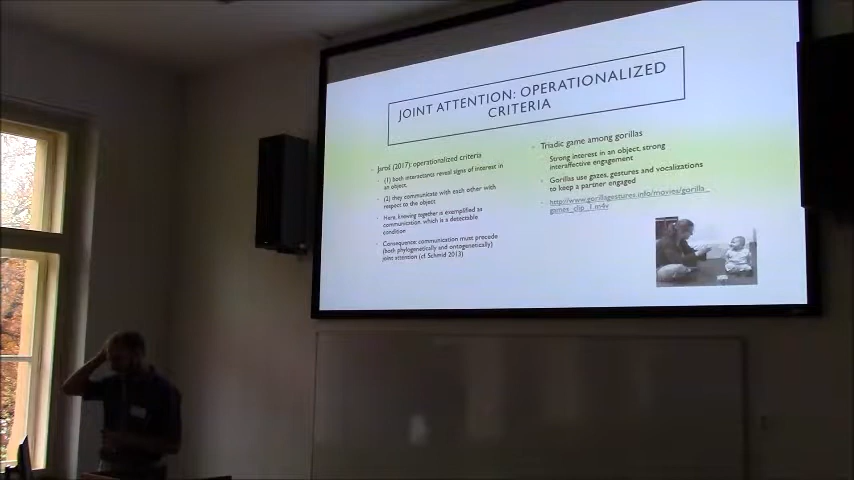 JOINT ATTENTION: OPERATIONALIZED
CRITERIA
(2017): operationalized criteria
(1) both interactants reveal signs of interest in
an object.
(2) they communicate with each other with
respect to the object
Here, knowing together is exemplified as
communication, which is a detectable
condition
Consequence: communication must precede
(both phylogenetically and ontogenetically)
joint attention (cf. Schmid 2013)
Triadic game among gorillas
Strong interest in an object, strong
interaffective engagement
Gorillas use gazes, gestures and vocalizations
to keep a partner engaged
http://www.gorillagestures.info/movies/gorilla_
games_clip_1.m4v